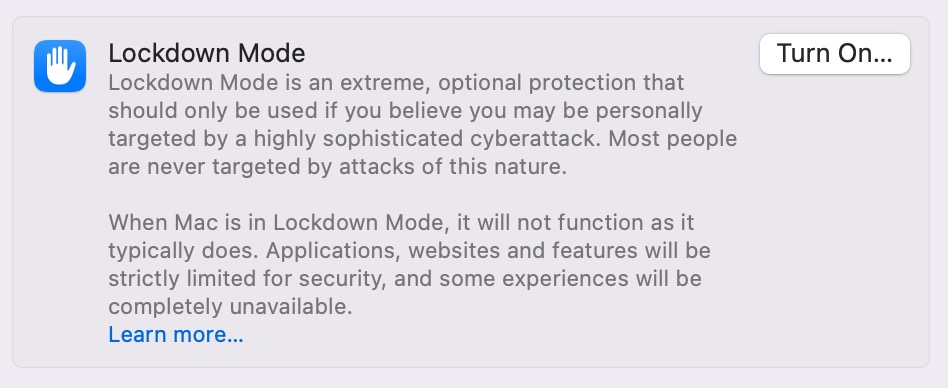 Lockdown Mode
Turn On...
Lockdown Mode is an extreme, optional protection that
should only be used if you believe you may be personally
targeted by a highly sophisticated cyberattack. Most people
are never targeted by attacks of this nature.
When Mac is in Lockdown Mode, it will not function as it
typically does. Applications, websites and features will be
strictly limited for security, and some experiences will be
completely unavailable.
Learn more...